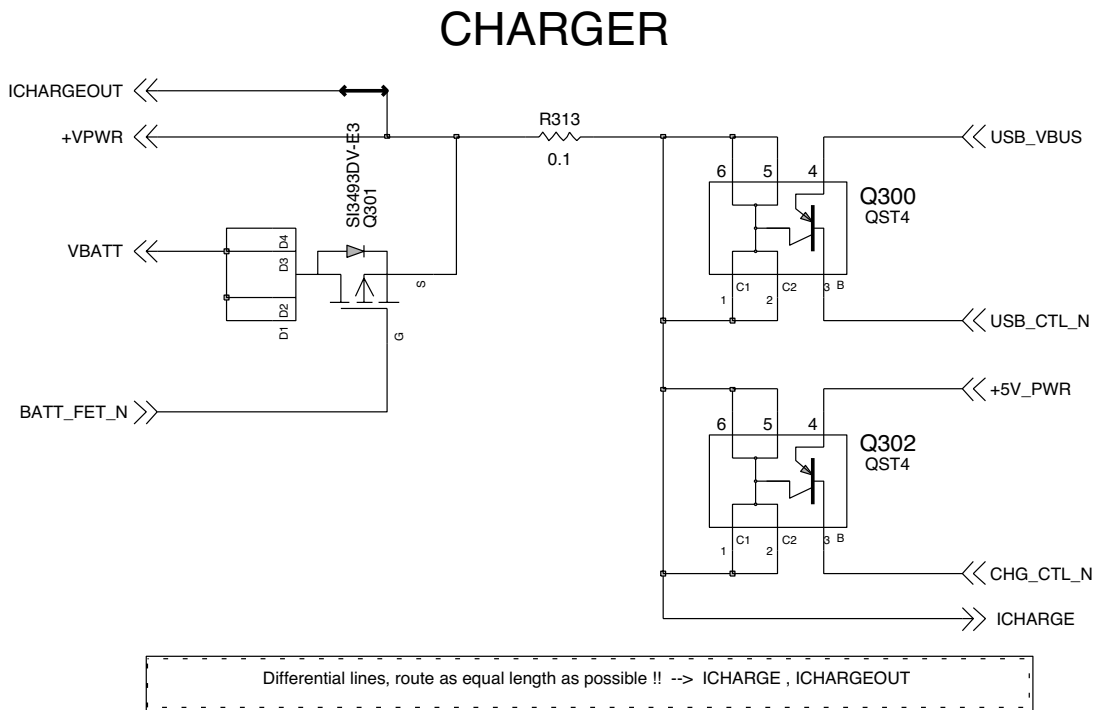 CHARGER
ICHARGEOUT
+VPWR
R313
0.1
USB_VBUS
SI3493DV-E3
Q301
6 5 4
Q300
QST4
VBATT
D4
D3
D2
D1
S
G
C1 C2 B
1 2 3
USB_CTL_N
+5V_PWR
BATT_FET_N
6 5 4
Q302
QST4
C1 C2 B
1 2 3
CHG_CTL_N
ICHARGE
Differential lines, route as equal length as possible !! --> ICHARGE , ICHARGEOUT